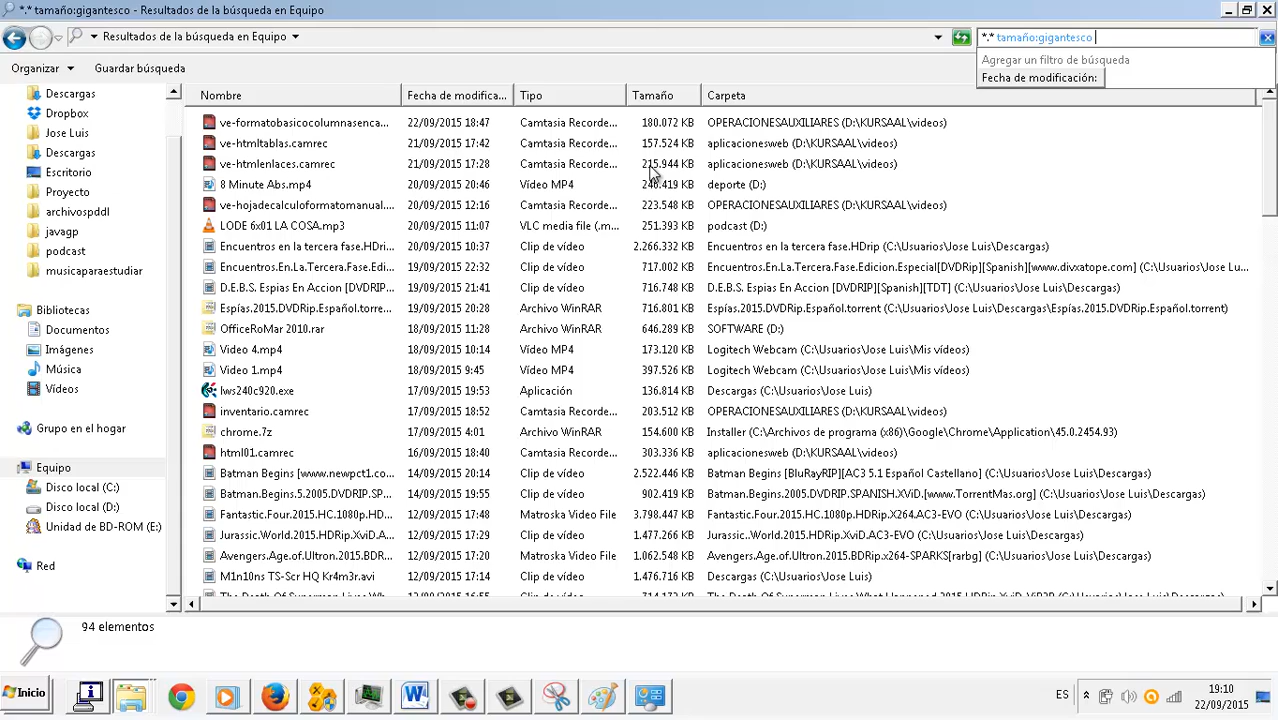 *.* tamaño:gigantesco - Resultados de la búsqueda en Equipo
Resultados de la búsqueda en Equipo
*.* tamaño:gigantesco
Agregar un filtro de búsqueda
Fecha de modificación:
Organizar
Guardar búsqueda
Descargas
Dropbox
Jose Luis
Descargas
Escritorio
Proyecto
archivospddl
javagp
podcast
musicaparaestudiar
Bibliotecas
Documentos
Imágenes
Música
Vídeos
Grupo en el hogar
Equipo
Disco local (C:)
Disco local (D:)
Unidad de BD-ROM (E:)
Red
Nombre Fecha de modifica... Tipo Tamaño Carpeta
ve-formatobasicocolumnasenca... 22/09/2015 18:47 Camtasia Recorde... 180.072 KB OPERACIONESAUXILIARES (D:\KURSAAL\videos)
ve-htmltablas.camrec 21/09/2015 17:42 Camtasia Recorde... 157.524 KB aplicacionesweb (D:\KURSAAL\videos)
ve-htmlenlaces.camrec 21/09/2015 17:28 Camtasia Recorde... 215.944 KB aplicacionesweb (D:\KURSAAL\videos)
8 Minute Abs.mp4 20/09/2015 20:46 Vídeo MP4 246.419 KB deporte (D:)
ve-hojadecalculoformatomanual.... 20/09/2015 12:16 Camtasia Recorde... 223.548 KB OPERACIONESAUXILIARES (D:\KURSAAL\videos)
LODE 6x01 LA COSA.mp3 20/09/2015 11:07 VLC media file (.m... 251.393 KB podcast (D:)
Encuentros en la tercera fase.HDri... 20/09/2015 10:37 Clip de vídeo 2.266.332 KB Encuentros en la tercera fase.HDrip (C:\Usuarios\Jose Luis\Descargas)
Encuentros.En.La.Tercera.Fase.Edi... 19/09/2015 22:32 Clip de vídeo 717.002 KB Encuentros.En.La.Tercera.Fase.Edicion.Especial[DVDRip][Spanish][www.divxatope.com] (C:\Usuarios\Jose Lu...
D.E.B.S. Espias En Accion [DVDRIP... 19/09/2015 21:41 Clip de vídeo 716.748 KB D.E.B.S. Espias En Accion [DVDRIP][Spanish][TDT] (C:\Usuarios\Jose Luis\Descargas)
Espías.2015.DVDRip.Español.torre... 19/09/2015 20:28 Archivo WinRAR 716.801 KB Espías.2015.DVDRip.Español.torrent (C:\Usuarios\Jose Luis\Descargas\Espías.2015.DVDRip.Español.torrent)
OfficeRoMar 2010.rar 18/09/2015 11:28 Archivo WinRAR 646.289 KB SOFTWARE (D:)
Video 4.mp4 18/09/2015 10:14 Vídeo MP4 173.120 KB Logitech Webcam (C:\Usuarios\Jose Luis\Mis vídeos)
Video 1.mp4 18/09/2015 9:45 Vídeo MP4 397.526 KB Logitech Webcam (C:\Usuarios\Jose Luis\Mis vídeos)
lws240c920.exe 17/09/2015 19:53 Aplicación 136.814 KB Descargas (C:\Usuarios\Jose Luis)
inventario.camrec 17/09/2015 18:52 Camtasia Recorde... 203.512 KB OPERACIONESAUXILIARES (D:\KURSAAL\videos)
chrome.7z 17/09/2015 4:01 Archivo WinRAR 154.600 KB Installer (C:\Archivos de programa (x86)\Google\Chrome\Application\45.0.2454.93)
html01.camrec 16/09/2015 18:40 Camtasia Recorde... 303.336 KB aplicacionesweb (D:\KURSAAL\videos)
Batman Begins [www.newpct1.co... 14/09/2015 20:14 Clip de vídeo 2.522.446 KB Batman Begins [BluRayRIP][AC3 5.1 Español Castellano] (C:\Usuarios\Jose Luis\Descargas)
Batman.Begins.5.2005.DVDRIP.SP... 14/09/2015 19:55 Clip de vídeo 902.419 KB Batman.Begins.2005.DVDRIP.SPANISH.XViD.[www.TorrentMas.org] (C:\Usuarios\Jose Luis\Descargas)
Fantastic.Four.2015.HC.1080p.HD... 12/09/2015 17:48 Matroska Video File 3.798.447 KB Fantastic.Four.2015.HC.1080p.HDRip.X264.AC3-EVO (C:\Usuarios\Jose Luis\Descargas)
Jurassic.World.2015.HDRip.XviD.A... 12/09/2015 17:29 Clip de vídeo 1.477.266 KB Jurassic.World.2015.HDRip.XviD.AC3-EVO (C:\Usuarios\Jose Luis\Descargas)
Avengers.Age.of.Ultron.2015.BDR... 12/09/2015 17:20 Matroska Video File 1.062.548 KB Avengers.Age.of.Ultron.2015.BDRip.x264-SPARKS[rarbg] (C:\Usuarios\Jose Luis\Descargas)
M1n10ns TS-Scr HQ Kr4m3r.avi 12/09/2015 17:14 Clip de vídeo 1.476.716 KB Descargas (C:\Usuarios\Jose Luis)
94 elementos
Inicio
ES
19:10
22/09/2015